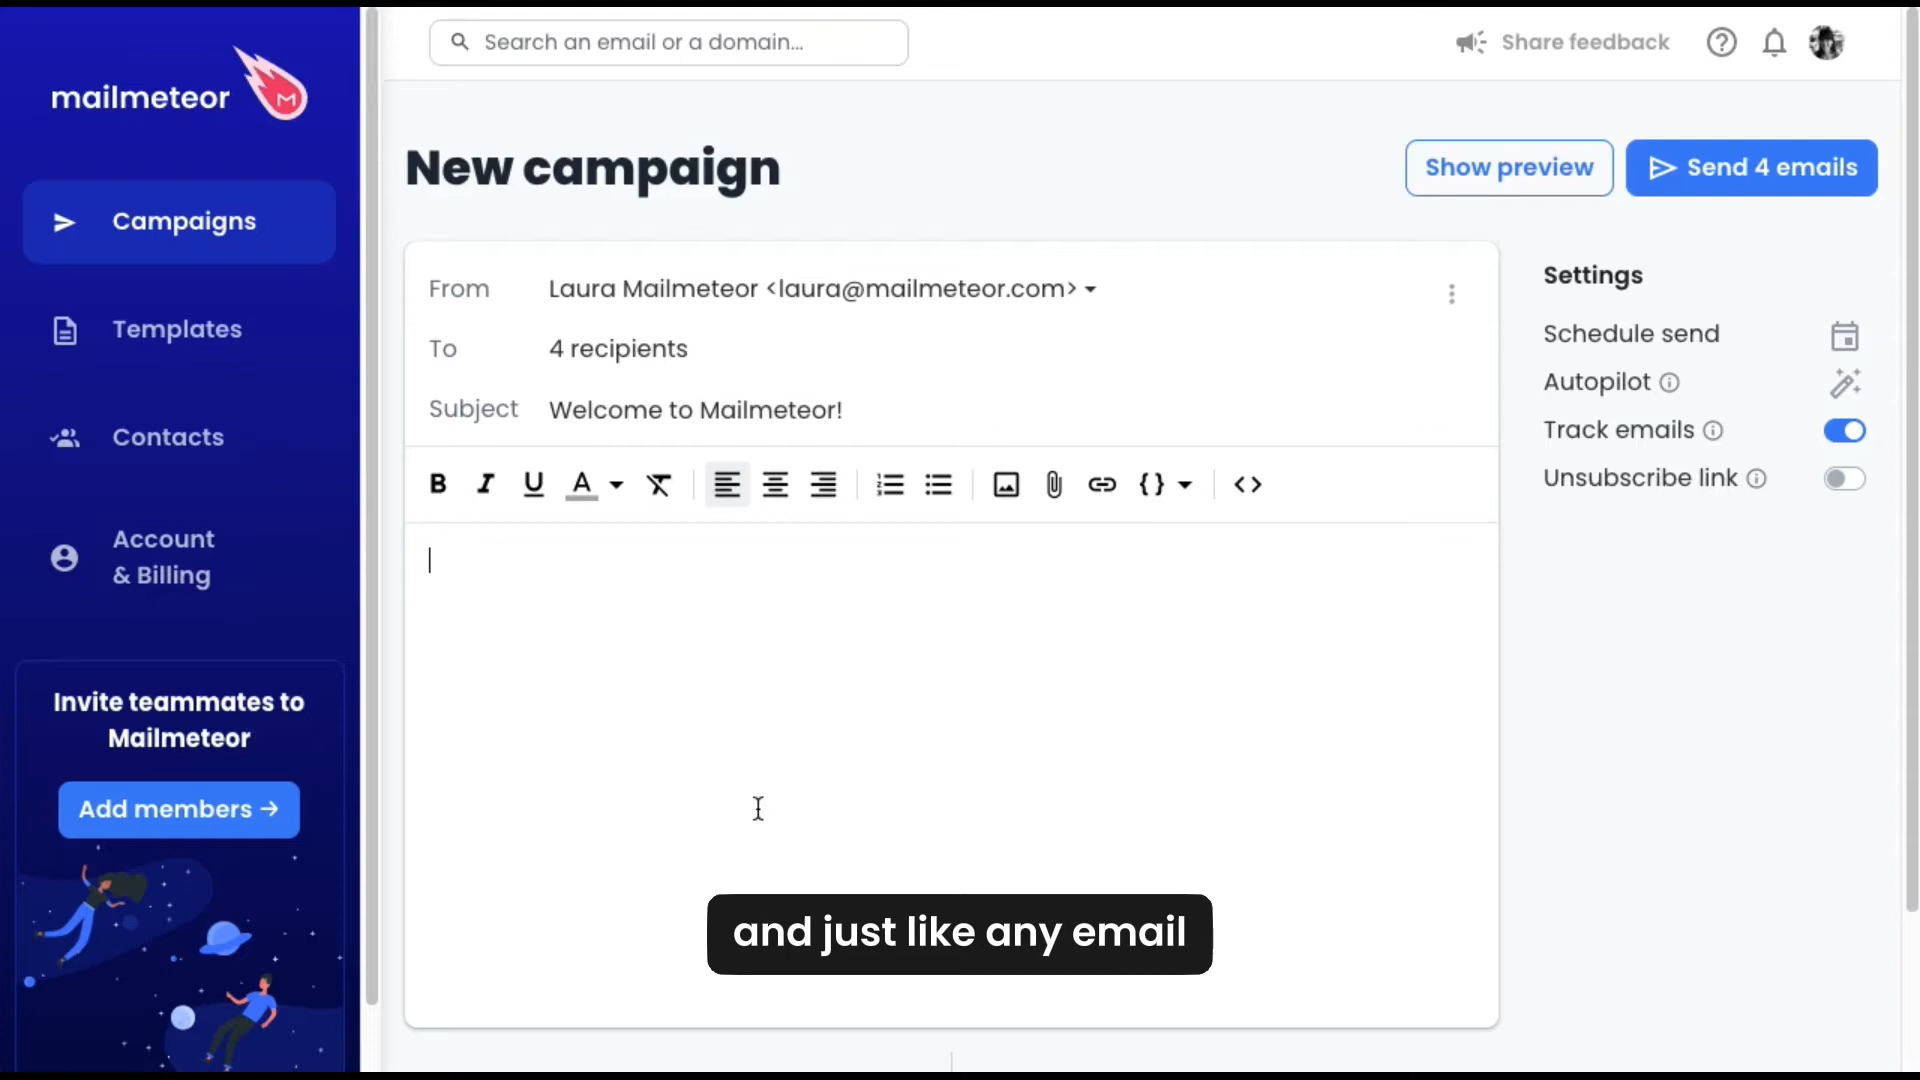 mailmeteor
Search an email or a domain...
Share feedback
New campaign
Show preview
Send 4 emails
Campaigns
Templates
Contacts
Account
& Billing
Invite teammates to
Mailmeteor
Add members →
From Laura Mailmeteor <laura@mailmeteor.com>
To 4 recipients
Subject Welcome to Mailmeteor!
Settings
Schedule send
Autopilot
Track emails
Unsubscribe link
and just like any email